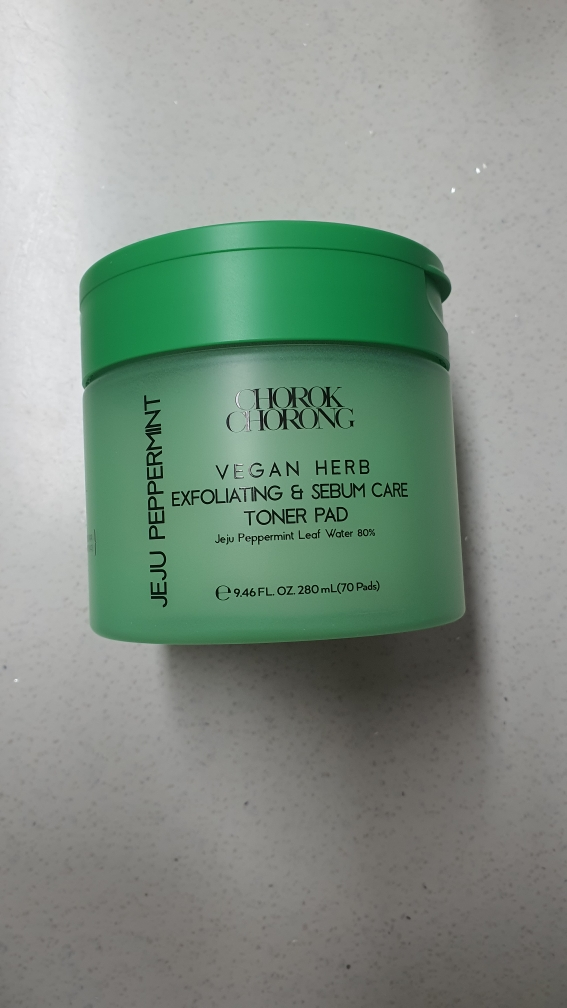 CHOROK
CHORONG
VEGAN HERB
EXFOLIATING & SEBUM CARE
TONER PAD
Jeju Peppermint Leaf Water 80%
℮ 9.46 FL. OZ. 280 mL(70 Pads)
JEJU PEPPERMINT